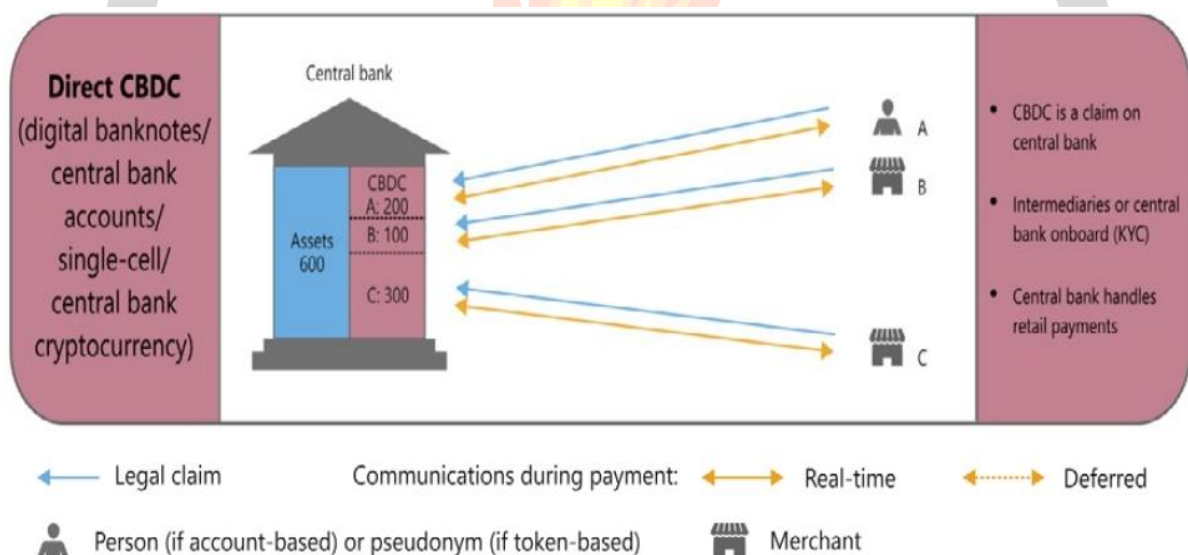 Direct CBDC
(digital banknotes/
central bank
accounts/
single-cell/
central bank
cryptocurrency)
Central bank
Assets
600
CBDC
A: 200
B: 100
C: 300
A
B
C
• CBDC is a claim on
central bank
• Intermediaries or central
bank onboard (KYC)
• Central bank handles
retail payments
Legal claim
Communications during payment:
Real-time
Deferred
Person (if account-based) or pseudonym (if token-based)
Merchant